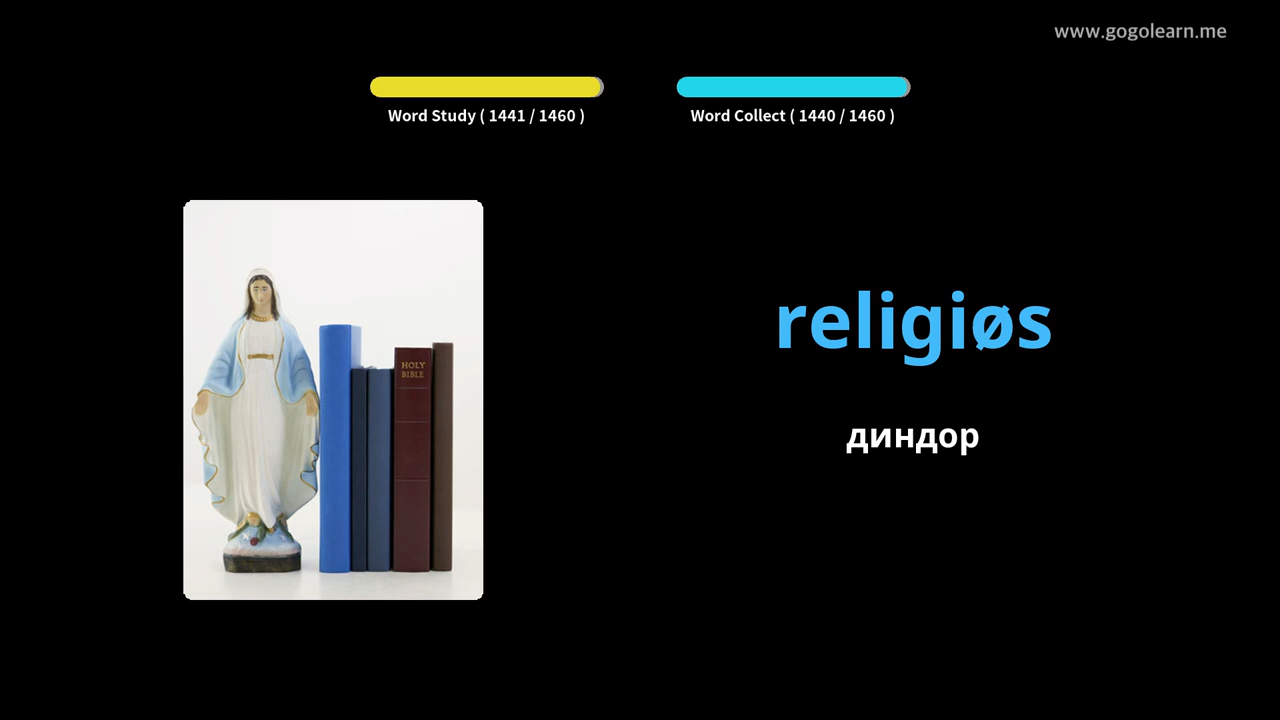 www.gogolearn.me
Word Study ( 1441 / 1460 )
Word Collect ( 1440 / 1460 )
HOLY
BIBLE
religiøs
диндор